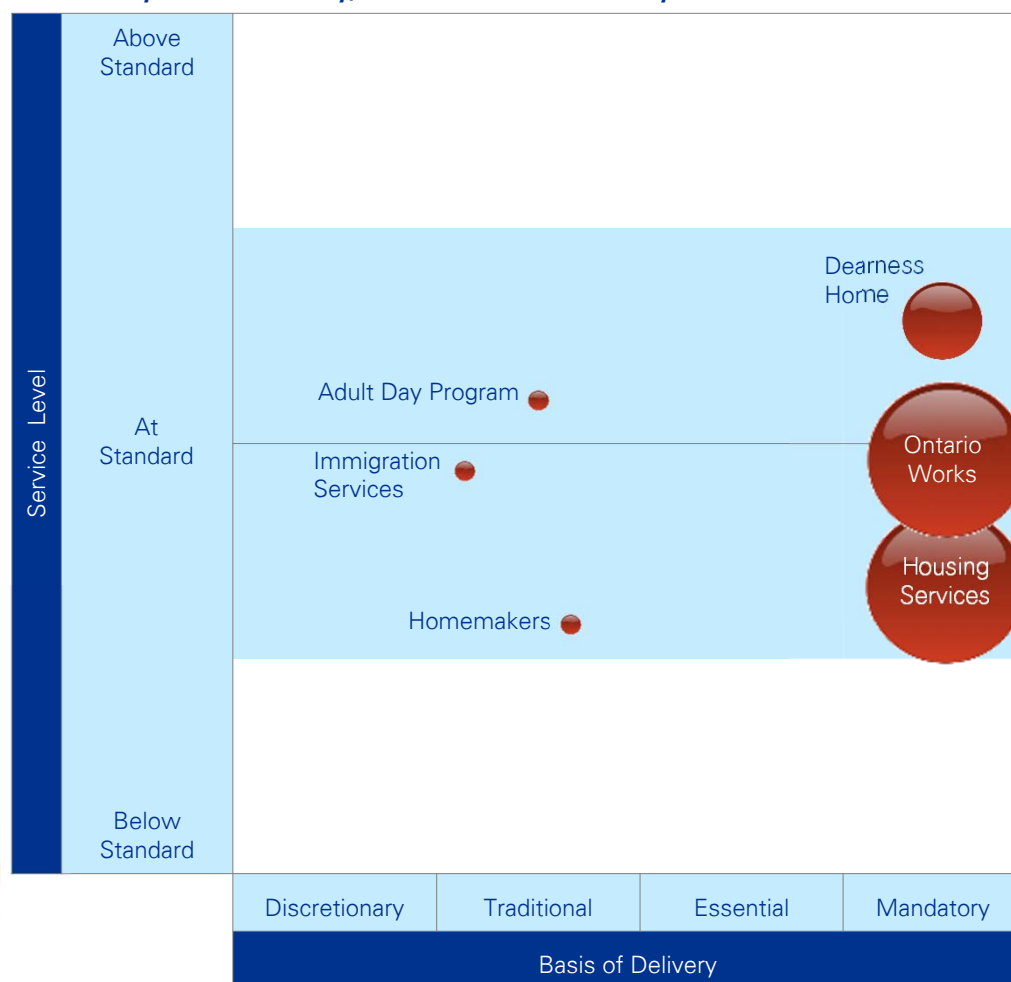 Above
Standard
Dearness
Home
Adult Day Program
Service Level
At
Standard
Ontario
Works
Immigration
Services
Housing
Services
Homemakers
Below
Standard
Discretionary
Traditional
Essential
Mandatory
Basis of Delivery